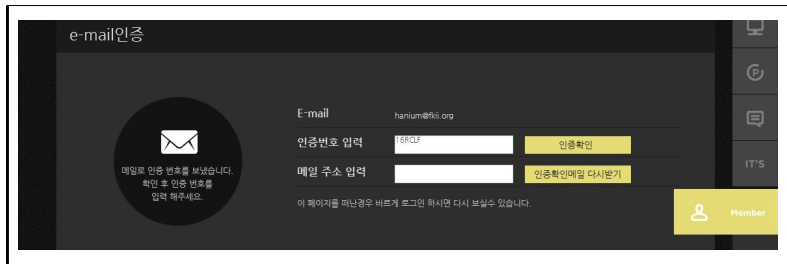 e-mail인증
E-mail
hanium@fkii.org
인증번호 입력
16RCLF
인증확인
메일 주소 입력
인증확인메일 다시받기
이 페이지를 떠난경우 바르게 로그인 하시면 다시 보실수 있습니다.
메일로 인증 번호를 보냈습니다.
확인 후 인증 번호를
입력 해주세요.
P
IT'S
Member